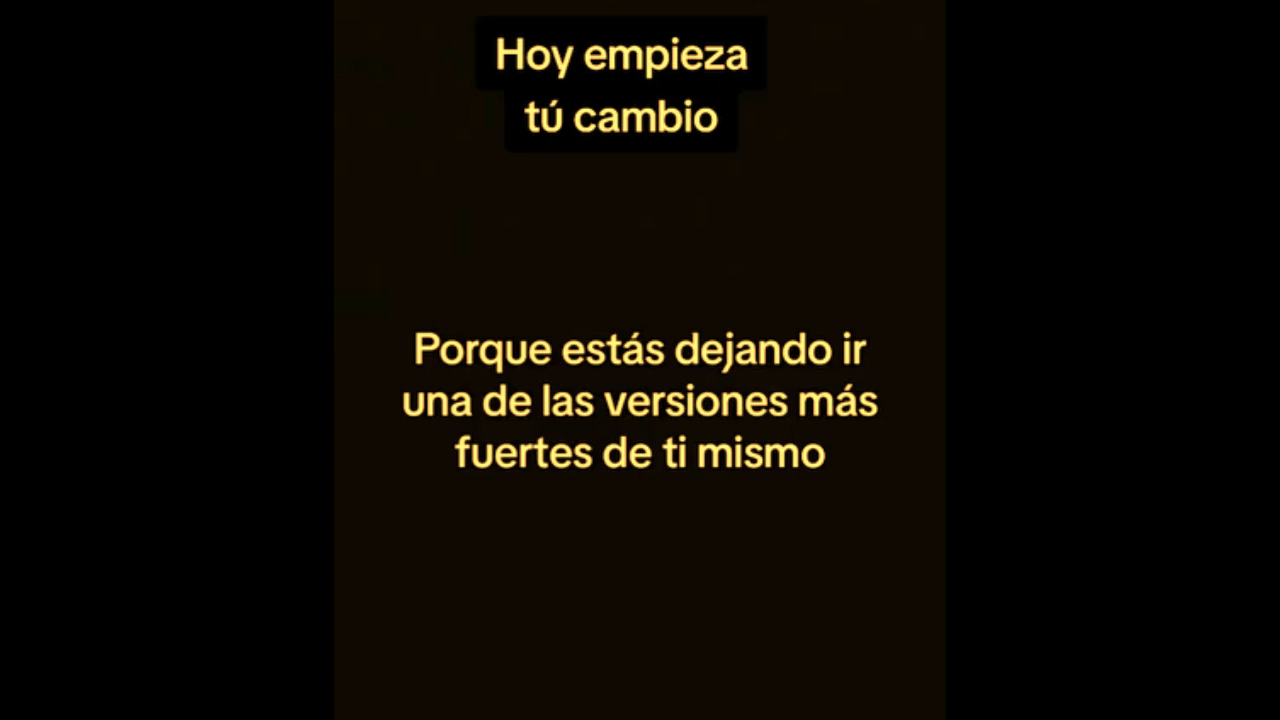 Hoy empieza
tú cambio
Porque estás dejando ir
una de las versiones más
fuertes de ti mismo